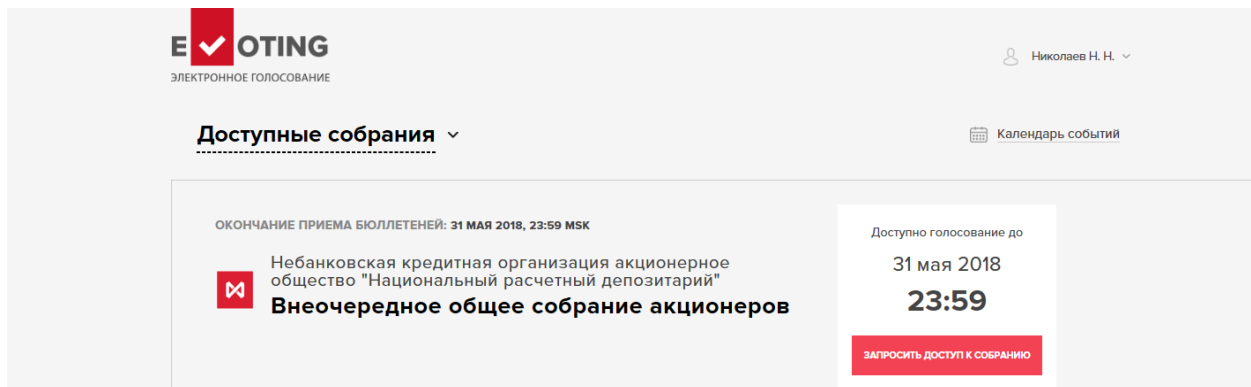 E OTING
ЭЛЕКТРОННОЕ ГОЛОСОВАНИЕ
Николаев Н. Н.
Доступные собрания
Календарь событий
ОКОНЧАНИЕ ПРИЕМА БЮЛЛЕТЕНЕЙ: 31 МАЯ 2018, 23:59 MSK
Небанковская кредитная организация акционерное
общество "Национальный расчетный депозитарий"
Внеочередное общее собрание акционеров
Доступно голосование до
31 мая 2018
23:59
ЗАПРОСИТЬ ДОСТУП К СОБРАНИЮ